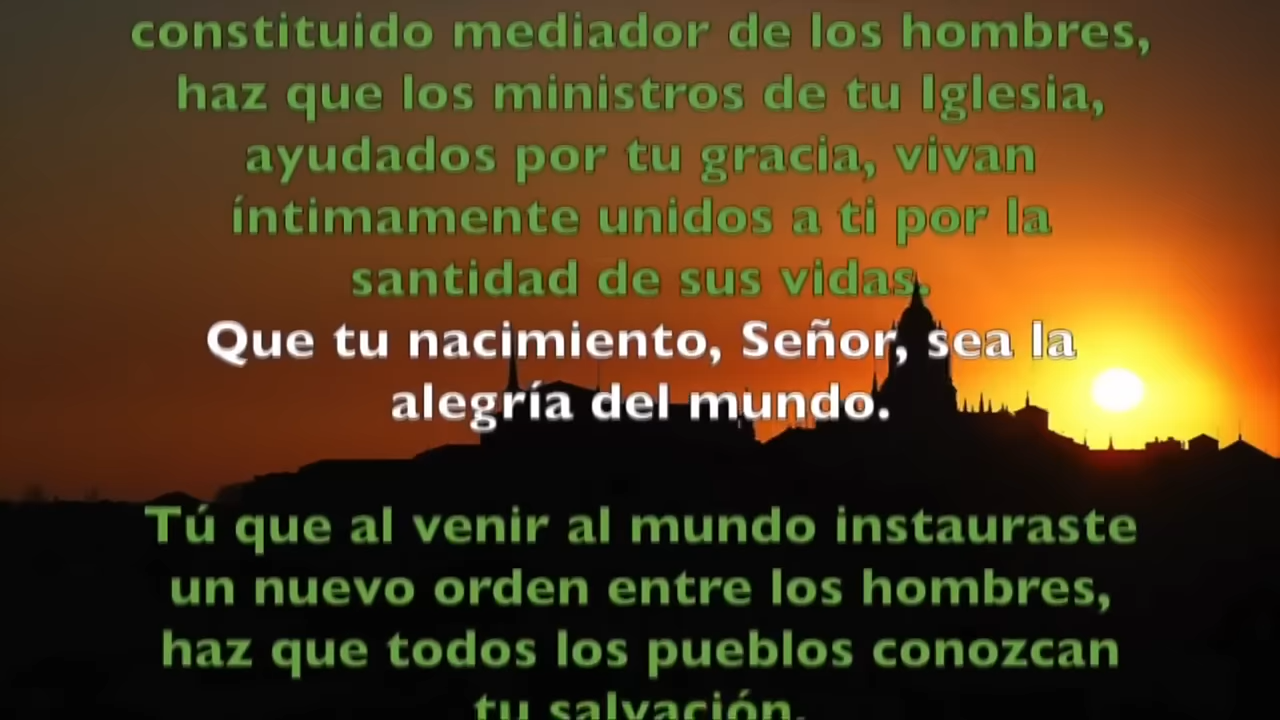 constituido mediador de los hombres,
haz que los ministros de tu Iglesia,
ayudados por tu gracia, vivan
íntimamente unidos a ti por la
santidad de sus vidas.
Que tu nacimiento, Señor, sea la
alegría del mundo.
Tú que al venir al mundo instauraste
un nuevo orden entre los hombres,
haz que todos los pueblos conozcan
tu salvación.